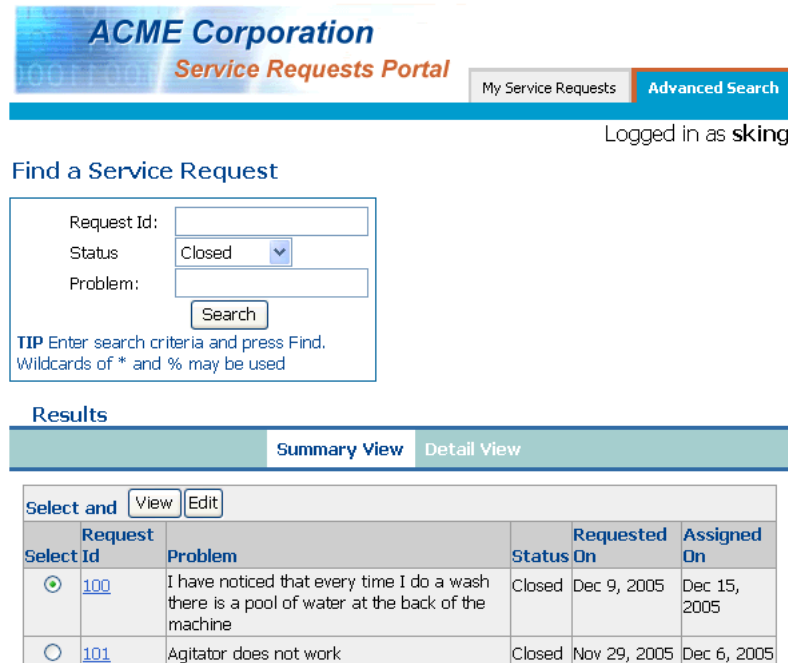 ACME Corporation
Service Requests Portal
My Service Requests
Advanced Search
Logged in as sking
Find a Service Request
Request Id:
Status Closed
Problem:
Search
TIP Enter search criteria and press Find.
Wildcards of * and % may be used
Results
Summary View Detail View
Select and View Edit
Select Request Id Problem Status Requested On Assigned On
100 I have noticed that every time I do a wash there is a pool of water at the back of the machine Closed Dec 9, 2005 Dec 15, 2005
101 Agitator does not work Closed Nov 29, 2005 Dec 6, 2005